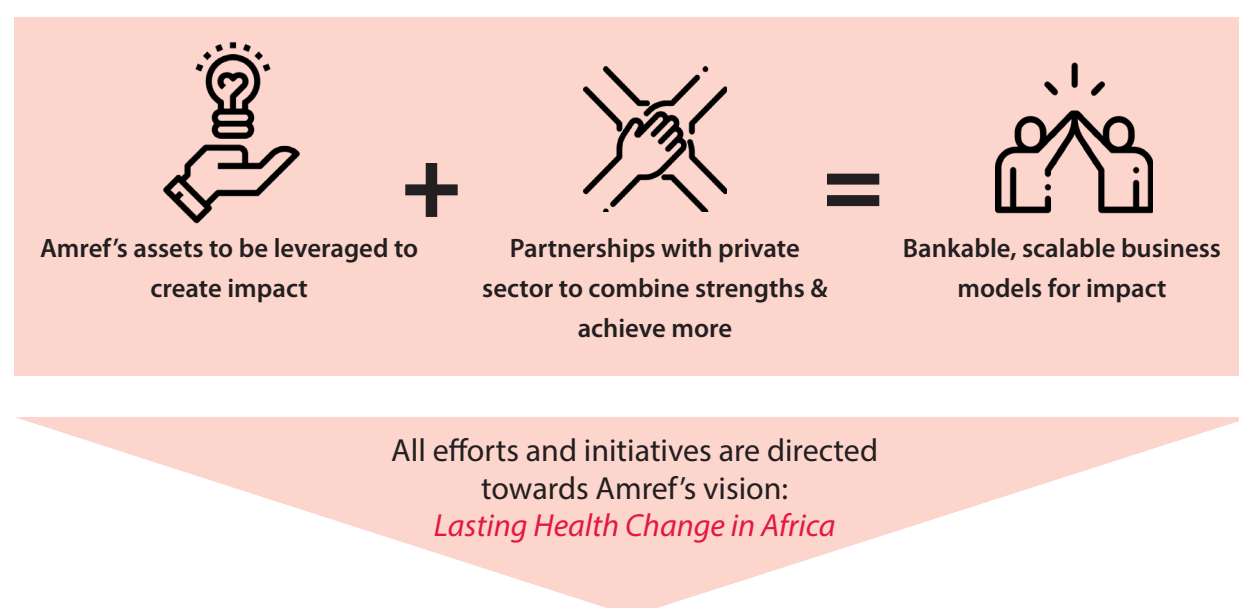 +
=
Amref’s assets to be leveraged to
create impact
Partnerships with private
sector to combine strengths &
achieve more
Bankable, scalable business
models for impact
All efforts and initiatives are directed
towards Amref’s vision:
Lasting Health Change in Africa